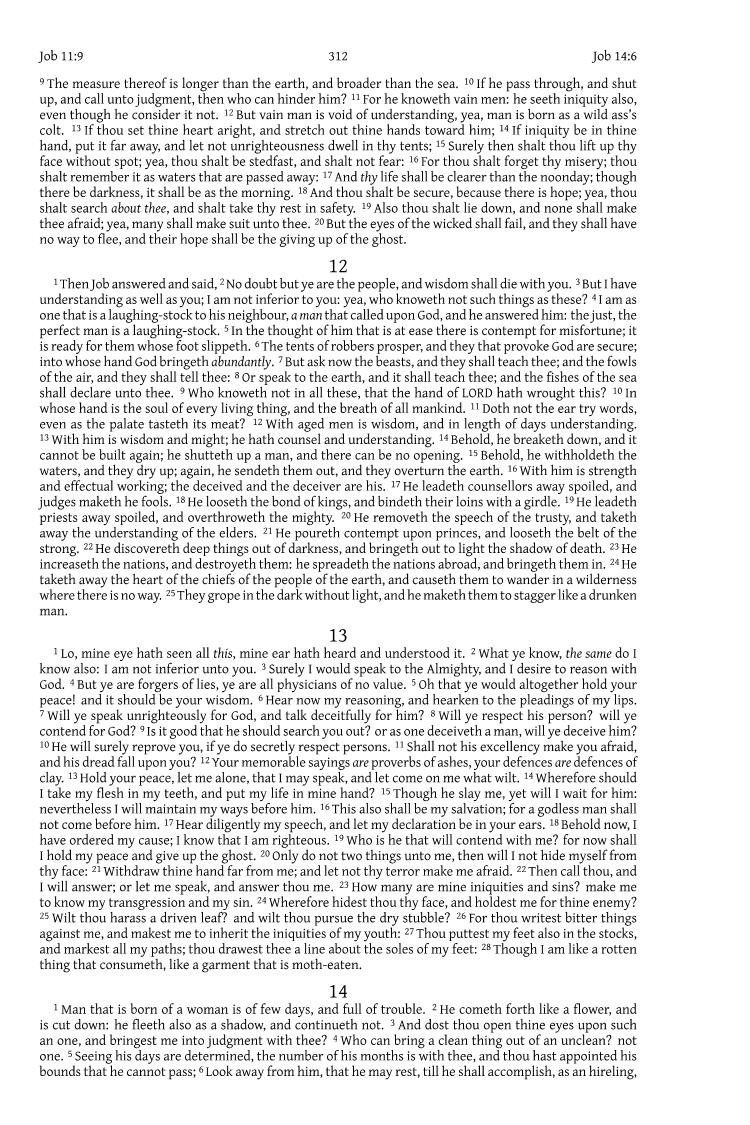 Job 11:9 312 Job 14:6
9 The measure thereof is longer than the earth, and broader than the sea. 10 If he pass through, and shut
up, and call unto judgment, then who can hinder him? 11 For he knoweth vain men: he seeth iniquity also,
even though he consider it not. 12 But vain man is void of understanding, yea, man is born as a wild ass's
colt. 13 If thou set thine heart aright, and stretch out thine hands toward him; 14 If iniquity be in thine
hand, put it far away, and let not unrighteousness dwell in thy tents; 15 Surely then shalt thou lift up thy
face without spot; yea, thou shalt be stedfast, and shalt not fear: 16 For thou shalt forget thy misery; thou
shalt remember it as waters that are passed away: 17 And thy life shall be clearer than the noonday; though
there be darkness, it shall be as the morning. 18 And thou shalt be secure, because there is hope; yea, thou
shalt search about thee, and shalt take thy rest in safety. 19 Also thou shalt lie down, and none shall make
thee afraid; yea, many shall make suit unto thee. 20 But the eyes of the wicked shall fail, and they shall have
no way to flee, and their hope shall be the giving up of the ghost.
12
1 Then Job answered and said, 2 No doubt but ye are the people, and wisdom shall die with you. 3 But I have
understanding as well as you; I am not inferior to you: yea, who knoweth not such things as these? 4 I am as
one that is a laughing-stock to his neighbour, a man that called upon God, and he answered him: the just, the
perfect man is a laughing-stock. 5 In the thought of him that is at ease there is contempt for misfortune; it
is ready for them whose foot slippeth. 6 The tents of robbers prosper, and they that provoke God are secure;
into whose hand God bringeth abundantly. 7 But ask now the beasts, and they shall teach thee; and the fowls
of the air, and they shall tell thee: 8 Or speak to the earth, and it shall teach thee; and the fishes of the sea
shall declare unto thee. 9 Who knoweth not in all these, that the hand of LORD hath wrought this? 10 In
whose hand is the soul of every living thing, and the breath of all mankind. 11 Doth not the ear try words,
even as the palate tasteth its meat? 12 With aged men is wisdom, and in length of days understanding.
13 With him is wisdom and might; he hath counsel and understanding. 14 Behold, he breaketh down, and it
cannot be built again; he shutteth up a man, and there can be no opening. 15 Behold, he withholdeth the
waters, and they dry up; again, he sendeth them out, and they overturn the earth. 16 With him is strength
and effectual working; the deceived and the deceiver are his. 17 He leadeth counsellors away spoiled, and
judges maketh he fools. 18 He looseth the bond of kings, and bindeth their loins with a girdle. 19 He leadeth
priests away spoiled, and overthroweth the mighty. 20 He removeth the speech of the trusty, and taketh
away the understanding of the elders. 21 He poureth contempt upon princes, and looseth the belt of the
strong. 22 He discovereth deep things out of darkness, and bringeth out to light the shadow of death. 23 He
increaseth the nations, and destroyeth them: he spreadeth the nations abroad, and bringeth them in. 24 He
taketh away the heart of the chiefs of the people of the earth, and causeth them to wander in a wilderness
where there is no way. 25 They grope in the dark without light, and he maketh them to stagger like a drunken
man.
13
1 Lo, mine eye hath seen all this, mine ear hath heard and understood it. 2 What ye know, the same do I
know also: I am not inferior unto you. 3 Surely I would speak to the Almighty, and I desire to reason with
God. 4 But ye are forgers of lies, ye are all physicians of no value. 5 Oh that ye would altogether hold your
peace! and it should be your wisdom. 6 Hear now my reasoning, and hearken to the pleadings of my lips.
7 Will ye speak unrighteously for God, and talk deceitfully for him? 8 Will ye respect his person? will ye
contend for God? 9 Is it good that he should search you out? or as one deceiveth a man, will ye deceive him?
10 He will surely reprove you, if ye do secretly respect persons. 11 Shall not his excellency make you afraid,
and his dread fall upon you? 12 Your memorable sayings are proverbs of ashes, your defences are defences of
clay. 13 Hold your peace, let me alone, that I may speak, and let come on me what wilt. 14 Wherefore should
I take my flesh in my teeth, and put my life in mine hand? 15 Though he slay me, yet will I wait for him:
nevertheless I will maintain my ways before him. 16 This also shall be my salvation; for a godless man shall
not come before him. 17 Hear diligently my speech, and let my declaration be in your ears. 18 Behold now, I
have ordered my cause; I know that I am righteous. 19 Who is he that will contend with me? for now shall
I hold my peace and give up the ghost. 20 Only do not two things unto me, then will I not hide myself from
thy face: 21 Withdraw thine hand far from me; and let not thy terror make me afraid. 22 Then call thou, and
I will answer; or let me speak, and answer thou me. 23 How many are mine iniquities and sins? make me
to know my transgression and my sin. 24 Wherefore hidest thou thy face, and holdest me for thine enemy?
25 Wilt thou harass a driven leaf? and wilt thou pursue the dry stubble? 26 For thou writest bitter things
against me, and makest me to inherit the iniquities of my youth: 27 Thou puttest my feet also in the stocks,
and markest all my paths; thou drawest thee a line about the soles of my feet: 28 Though I am like a rotten
thing that consumeth, like a garment that is moth-eaten.
14
1 Man that is born of a woman is of few days, and full of trouble. 2 He cometh forth like a flower, and
is cut down: he fleeth also as a shadow, and continueth not. 3 And dost thou open thine eyes upon such
an one, and bringest me into judgment with thee? 4 Who can bring a clean thing out of an unclean? not
one. 5 Seeing his days are determined, the number of his months is with thee, and thou hast appointed his
bounds that he cannot pass; 6 Look away from him, that he may rest, till he shall accomplish, as an hireling,